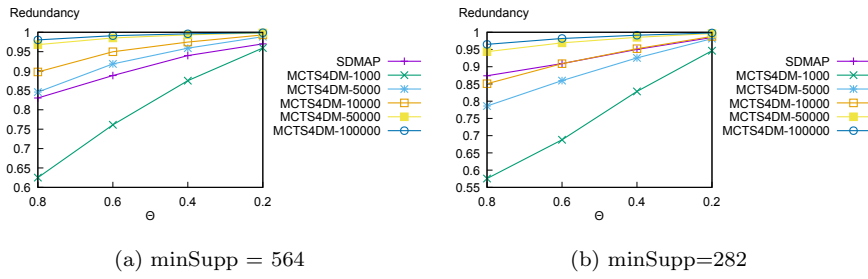 Redundancy
1
0.95
0.9
0.85
0.8
0.75
0.7
0.65
0.6
0.8 0.6 0.4 0.2
Θ
SDMAP
MCTS4DM-1000
MCTS4DM-5000
MCTS4DM-10000
MCTS4DM-50000
MCTS4DM-100000
(a) minSupp = 564
Redundancy
1
0.95
0.9
0.85
0.8
0.75
0.7
0.65
0.6
0.55
0.8 0.6 0.4 0.2
Θ
SDMAP
MCTS4DM-1000
MCTS4DM-5000
MCTS4DM-10000
MCTS4DM-50000
MCTS4DM-100000
(b) minSupp=282